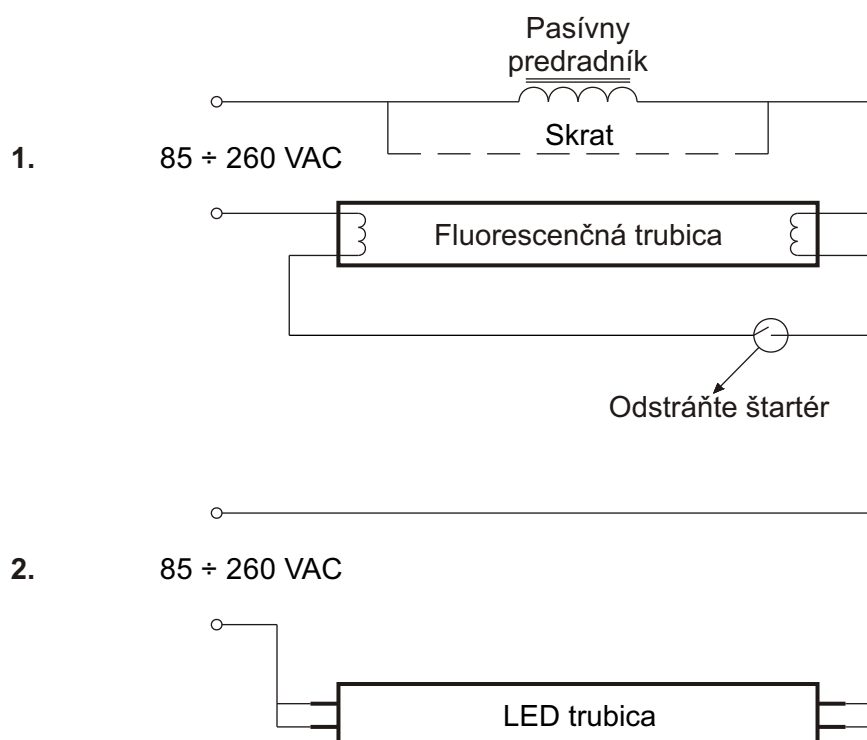 Pasívny
predradník
Skrat
1.
85 ÷ 260 VAC
Fluorescenčná trubica
Odstráňte štartér
2.
85 ÷ 260 VAC
LED trubica